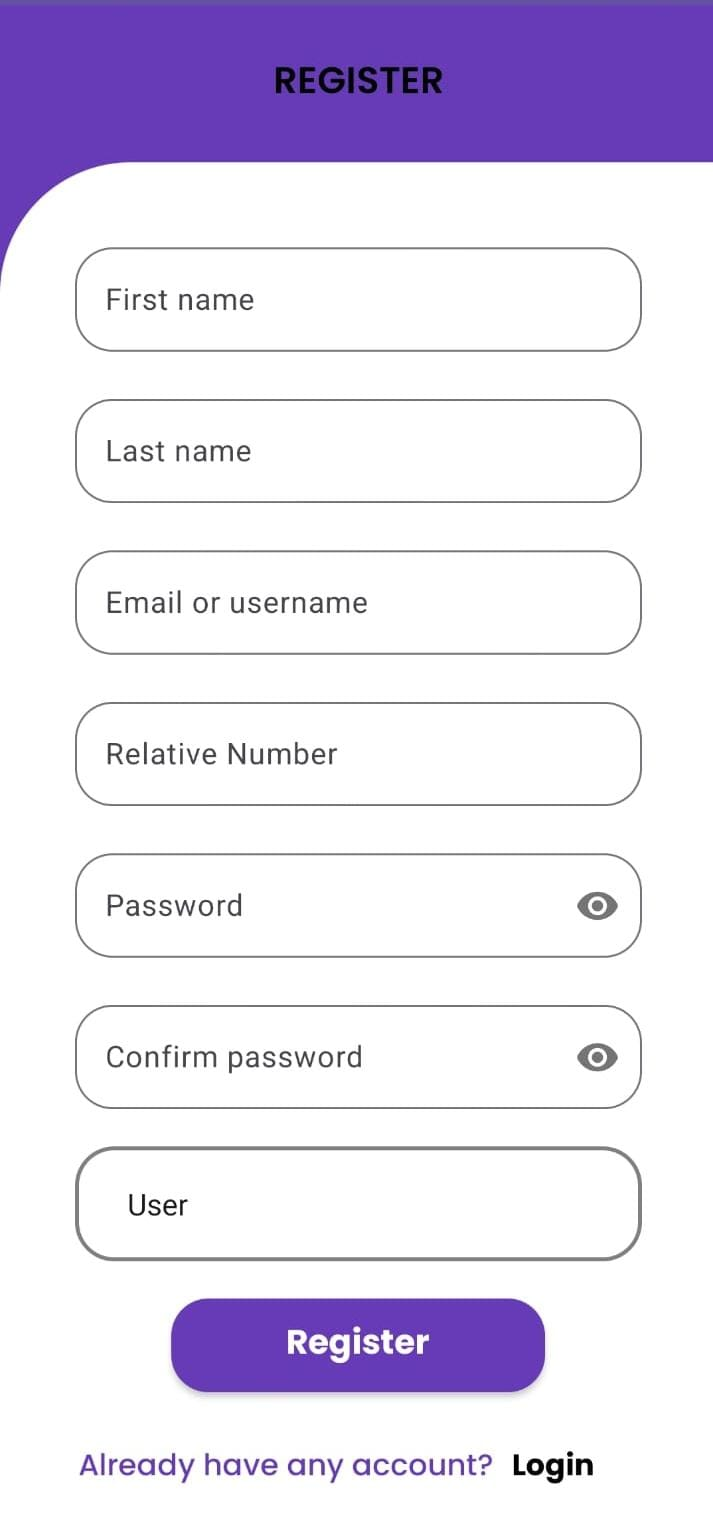 REGISTER
First name
Last name
Email or username
Relative Number
Password
Confirm password
User
Register
Already have any account? Login